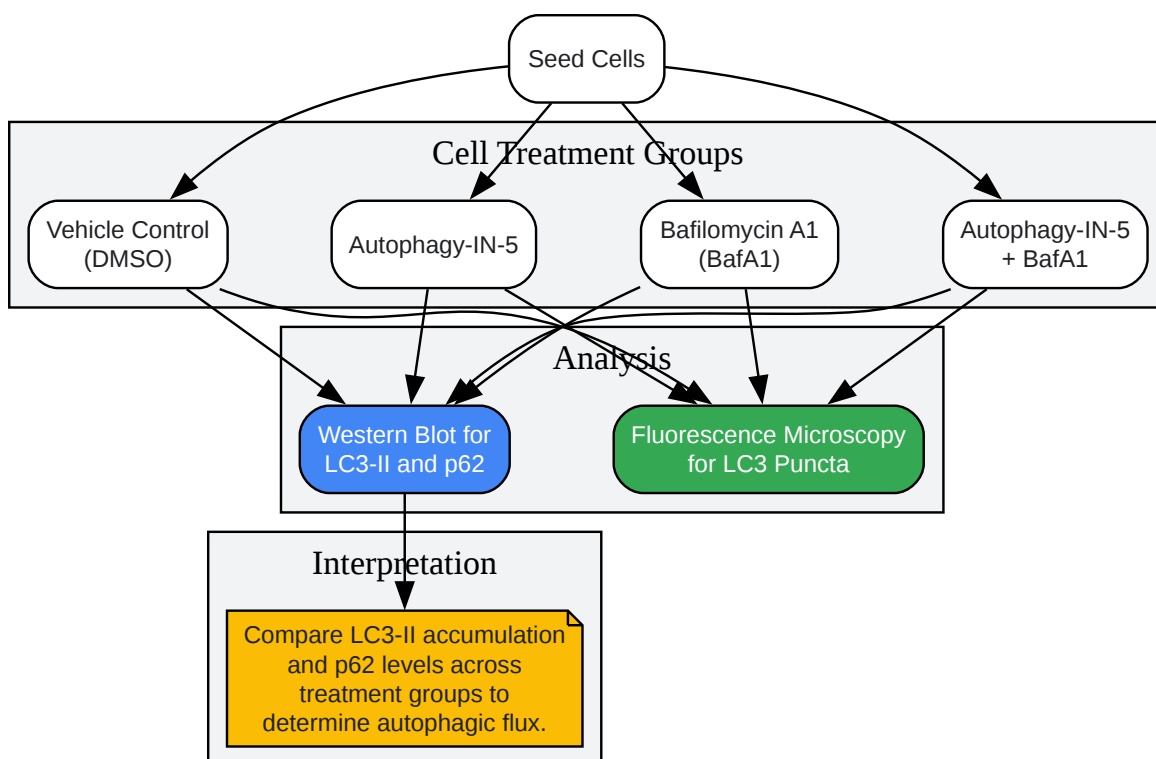 Seed Cells
Cell Treatment Groups
Vehicle Control
(DMSO)
Autophagy-IN-5
Bafilomycin A1
(BafA1)
Autophagy-IN-5
+ BafA1
Analysis
Western Blot for
LC3-II and p62
Fluorescence Microscopy
for LC3 Puncta
Interpretation
Compare LC3-II accumulation
and p62 levels across
treatment groups to
determine autophagic flux.